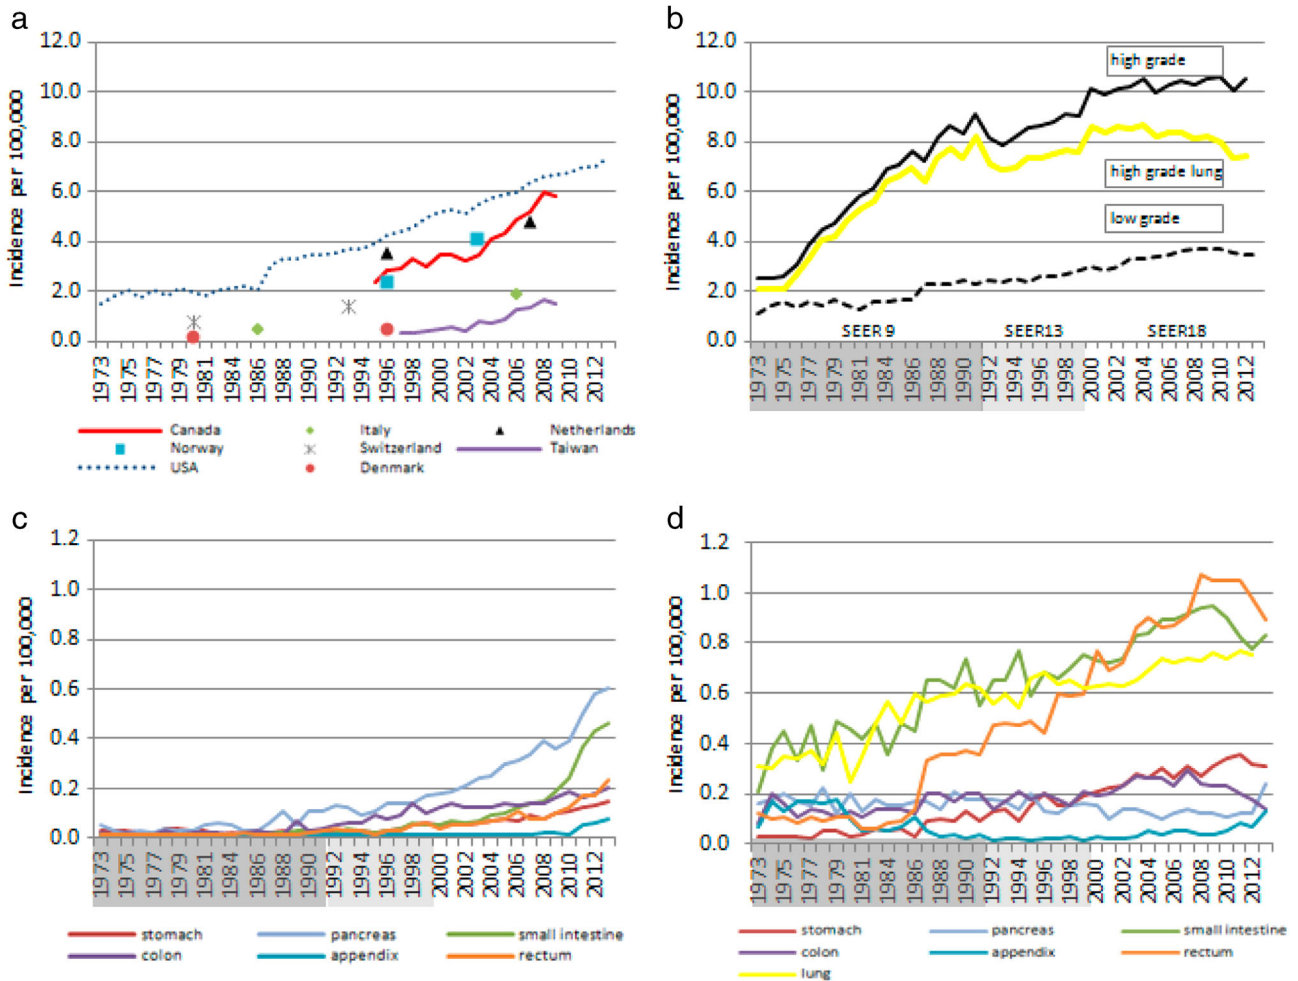 a
12.0
10.0
8.0
6.0
4.0
2.0
0.0
Incidence per 100,000
1973 1975 1977 1979 1981 1984 1986 1988 1990 1992 1994 1996 1998 2000 2002 2004 2006 2008 2010 2012
Canada Italy Netherlands
Norway Switzerland Taiwan
USA Denmark
b
12.0
10.0
8.0
6.0
4.0
2.0
0.0
Incidence per 100,000
high grade
high grade lung
low grade
SEER 9 SEER13 SEER18
1973 1975 1977 1979 1981 1984 1986 1988 1990 1992 1994 1996 1998 2000 2002 2004 2006 2008 2010 2012
c
1.2
1.0
0.8
0.6
0.4
0.2
0.0
Incidence per 100,000
1973 1975 1977 1979 1981 1984 1986 1988 1990 1992 1994 1996 1998 2000 2002 2004 2006 2008 2010 2012
stomach pancreas small intestine
colon appendix rectum
d
1.2
1.0
0.8
0.6
0.4
0.2
0.0
Incidence per 100,000
1973 1975 1977 1979 1981 1984 1986 1988 1990 1992 1994 1996 1998 2000 2002 2004 2006 2008 2010 2012
stomach pancreas small intestine
colon appendix rectum
lung